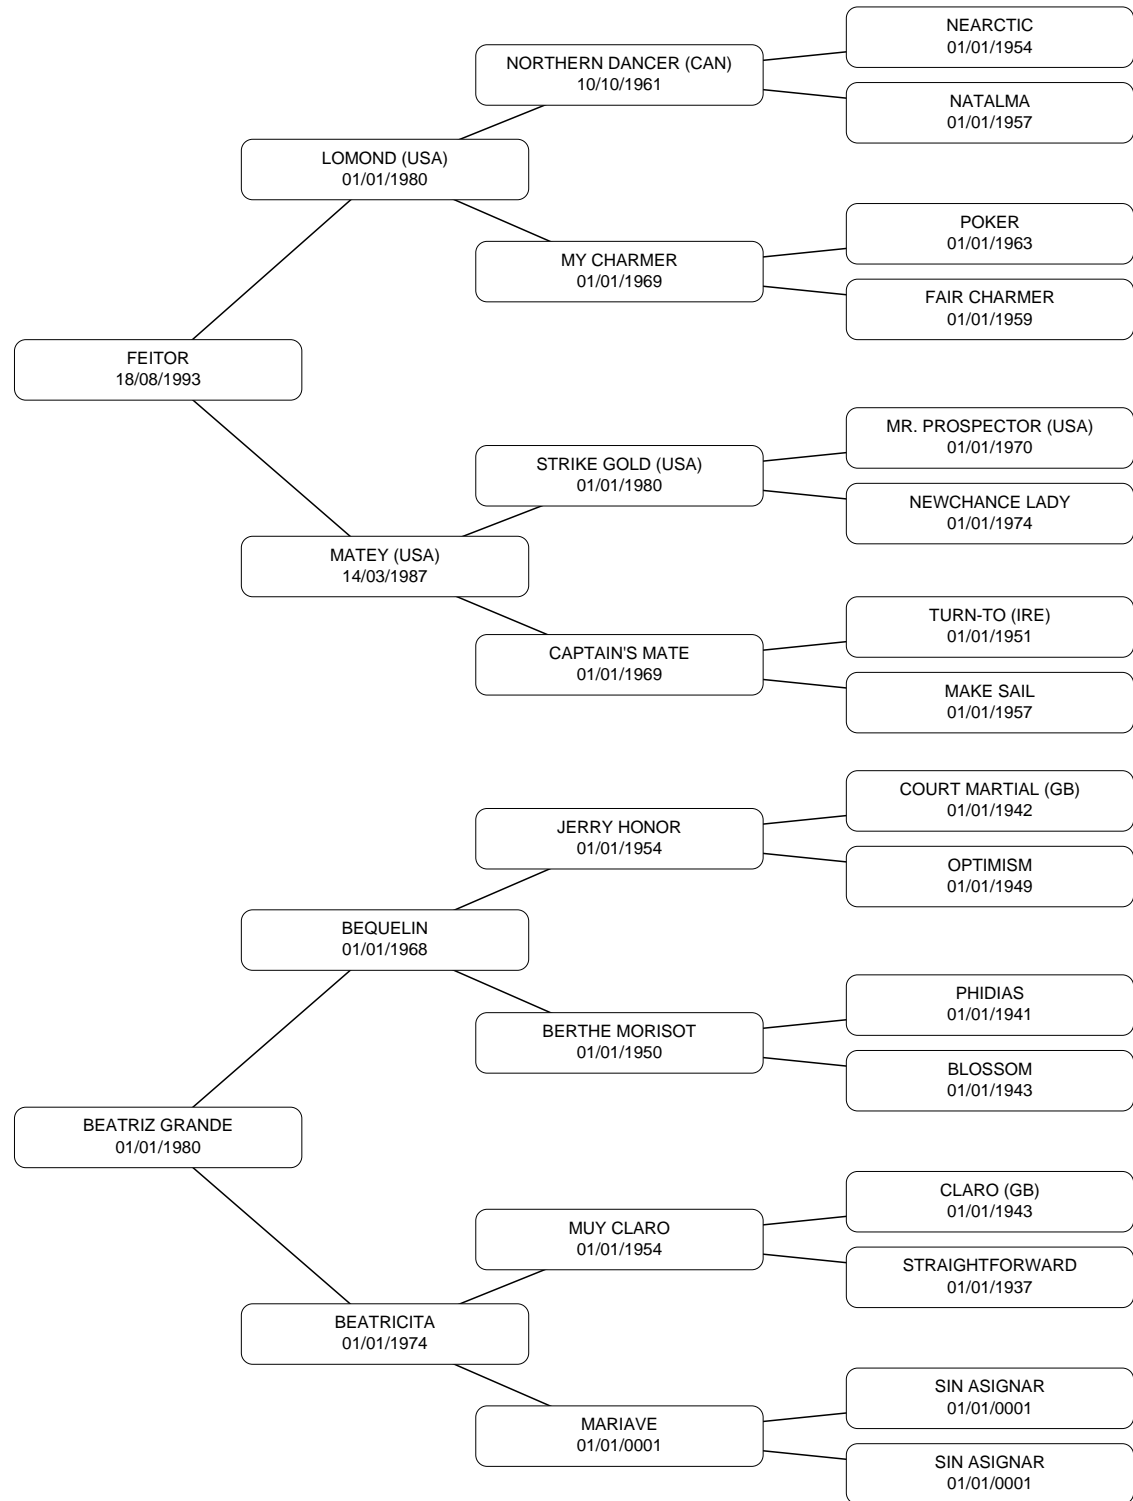 NEARCTIC
01/01/1954
NORTHERN DANCER (CAN)
10/10/1961
NATALMA
01/01/1957
LOMOND (USA)
01/01/1980
POKER
01/01/1963
MY CHARMER
01/01/1969
FAIR CHARMER
01/01/1959
FEITOR
18/08/1993
MR. PROSPECTOR (USA)
01/01/1970
STRIKE GOLD (USA)
01/01/1980
NEWCHANCE LADY
01/01/1974
MATEY (USA)
14/03/1987
TURN-TO (IRE)
01/01/1951
CAPTAIN'S MATE
01/01/1969
MAKE SAIL
01/01/1957
COURT MARTIAL (GB)
01/01/1942
JERRY HONOR
01/01/1954
OPTIMISM
01/01/1949
BEQUELIN
01/01/1968
PHIDIAS
01/01/1941
BERTHE MORISOT
01/01/1950
BLOSSOM
01/01/1943
BEATRIZ GRANDE
01/01/1980
CLARO (GB)
01/01/1943
MUY CLARO
01/01/1954
STRAIGHTFORWARD
01/01/1937
BEATRICITA
01/01/1974
SIN ASIGNAR
01/01/0001
MARIAVE
01/01/0001
SIN ASIGNAR
01/01/0001